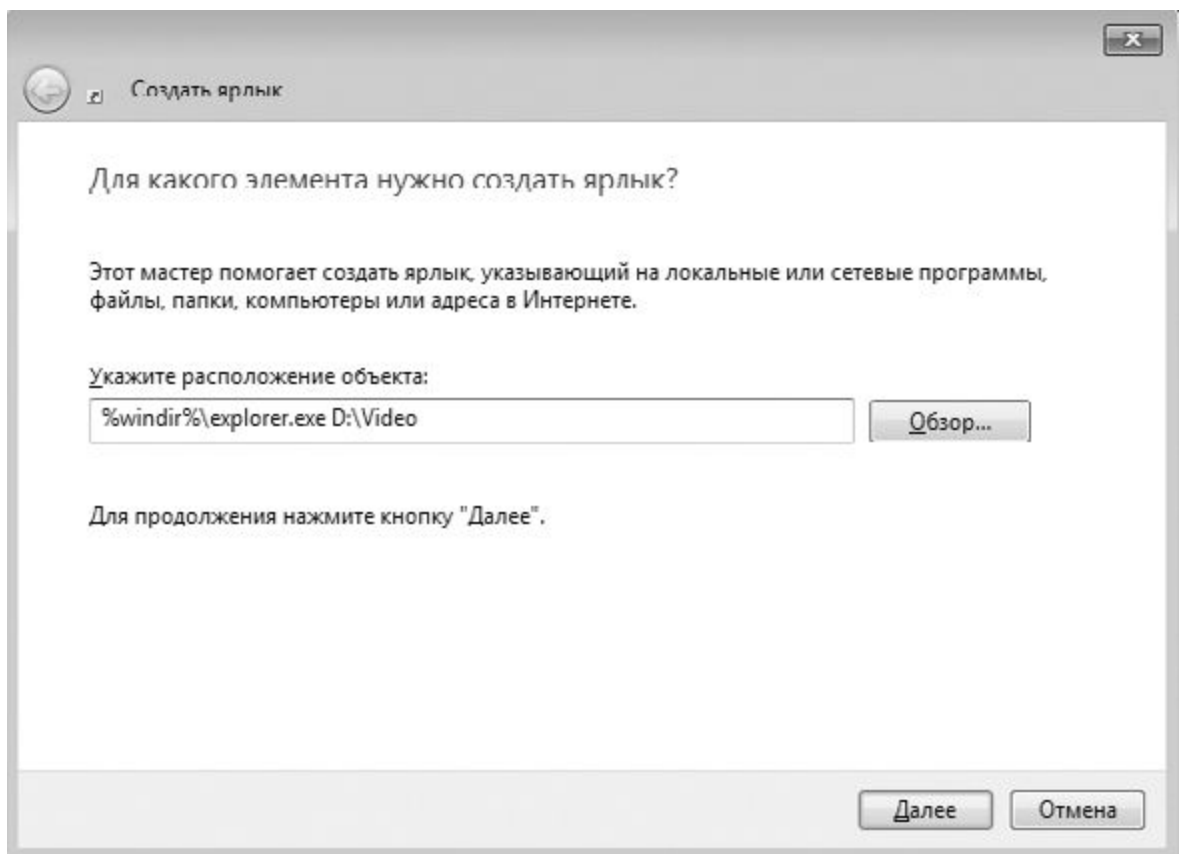 Создать ярлык
Для какого элемента нужно создать ярлык?
Этот мастер помогает создать ярлык, указывающий на локальные или сетевые программы,
файлы, папки, компьютеры или адреса в Интернете.
Укажите расположение объекта:
%windir%\explorer.exe D:\Video
Обзор...
Для продолжения нажмите кнопку "Далее".
Далее
Отмена